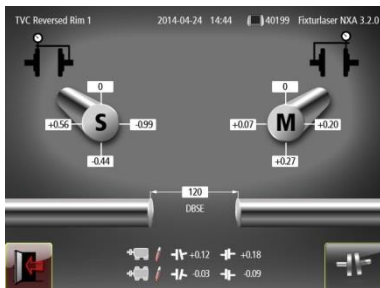 TVC Reversed Rim 1 2014-04-24 14:44 40199 Fixturlaser NXA 3.2.0
0 0
+0.56 S -0.99 +0.07 M +0.20
-0.44 +0.27
120
DBSE
+0.12 +0.18
-0.03 -0.09